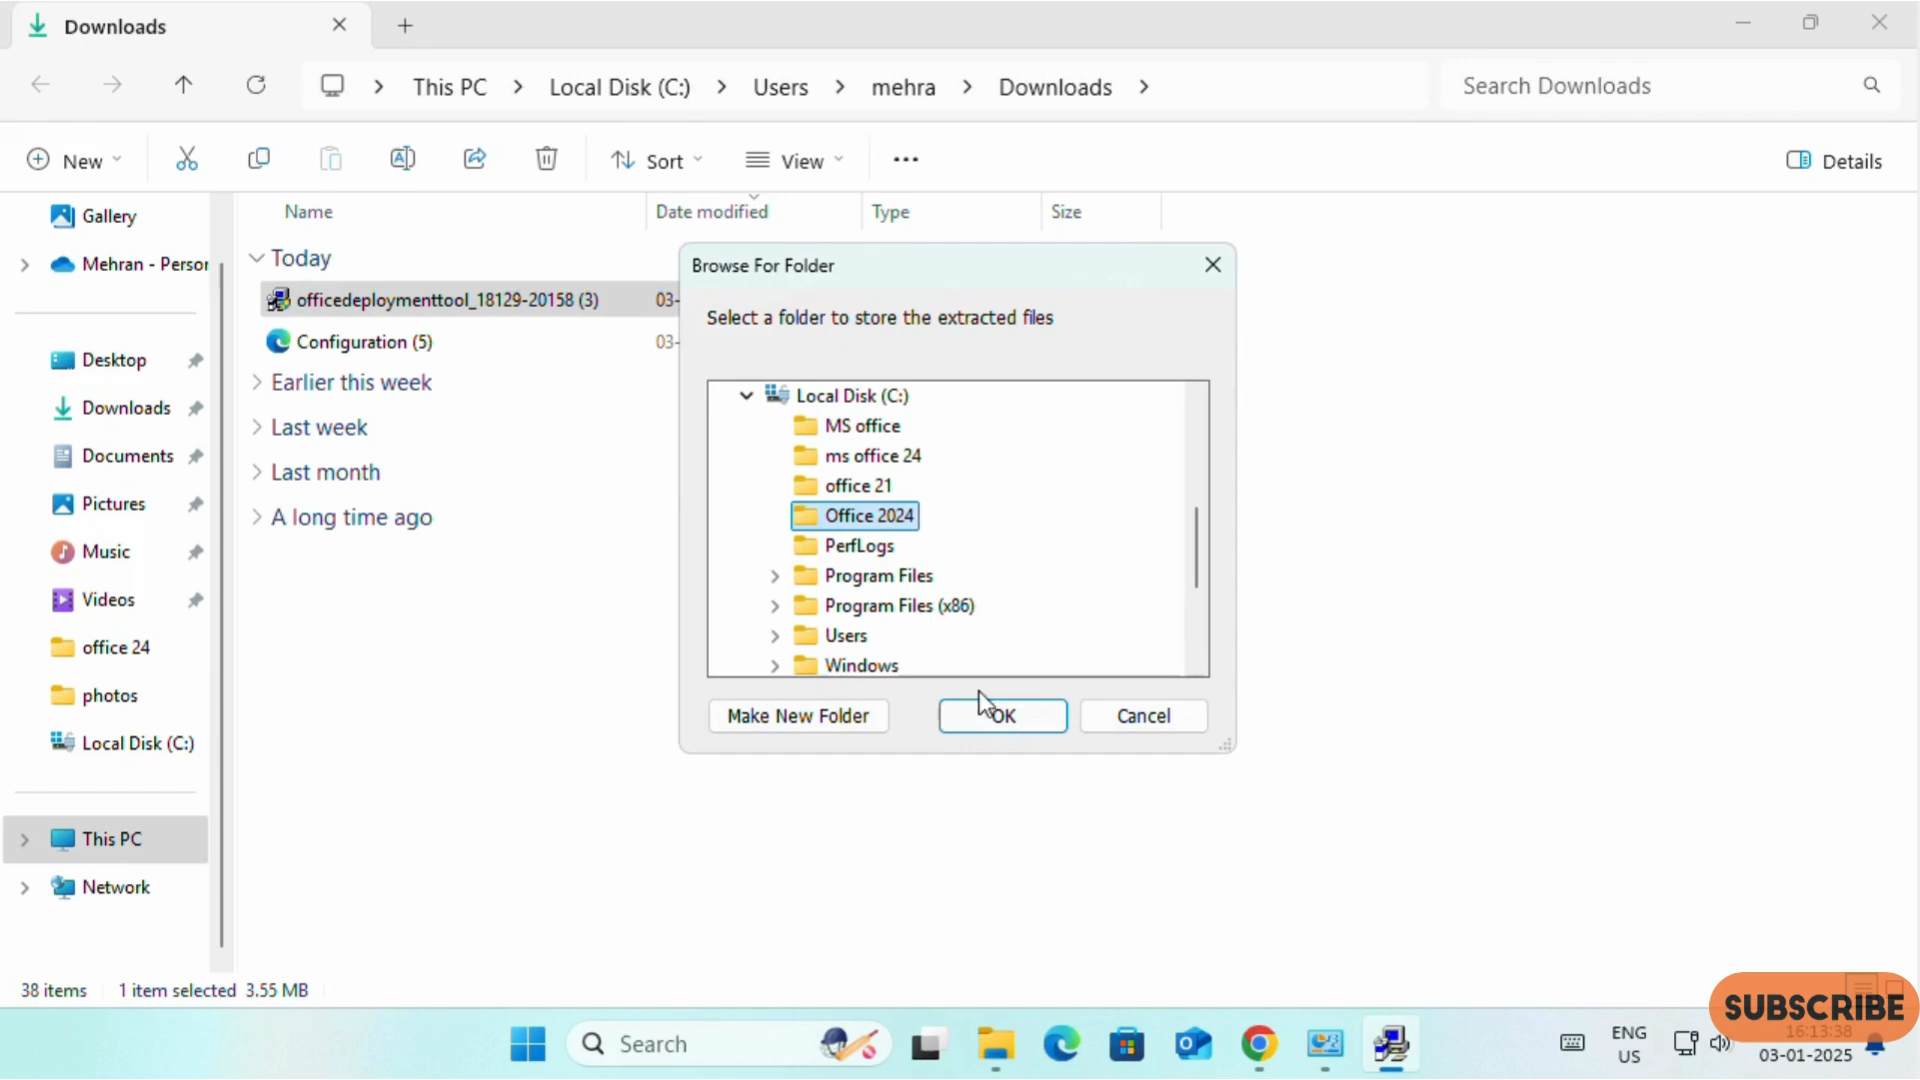 Downloads
This PC
Local Disk (C:)
Users
mehra
Downloads
Search Downloads
New
Sort
View
Details
Gallery
Mehran - Persor
Desktop
Downloads
Documents
Pictures
Music
Videos
office 24
photos
Local Disk (C:)
This PC
Network
Name
Date modified
Type
Size
Today
officedeploymenttool_18129-20158 (3)
03-
Configuration (5)
03-
Earlier this week
Last week
Last month
A long time ago
Browse For Folder
Select a folder to store the extracted files
Local Disk (C:)
MS office
ms office 24
office 21
Office 2024
PerfLogs
Program Files
Program Files (x86)
Users
Windows
Make New Folder
OK
Cancel
38 items
1 item selected 3.55 MB
SUBSCRIBE
Search
ENG
US
16:13:38
03-01-2025